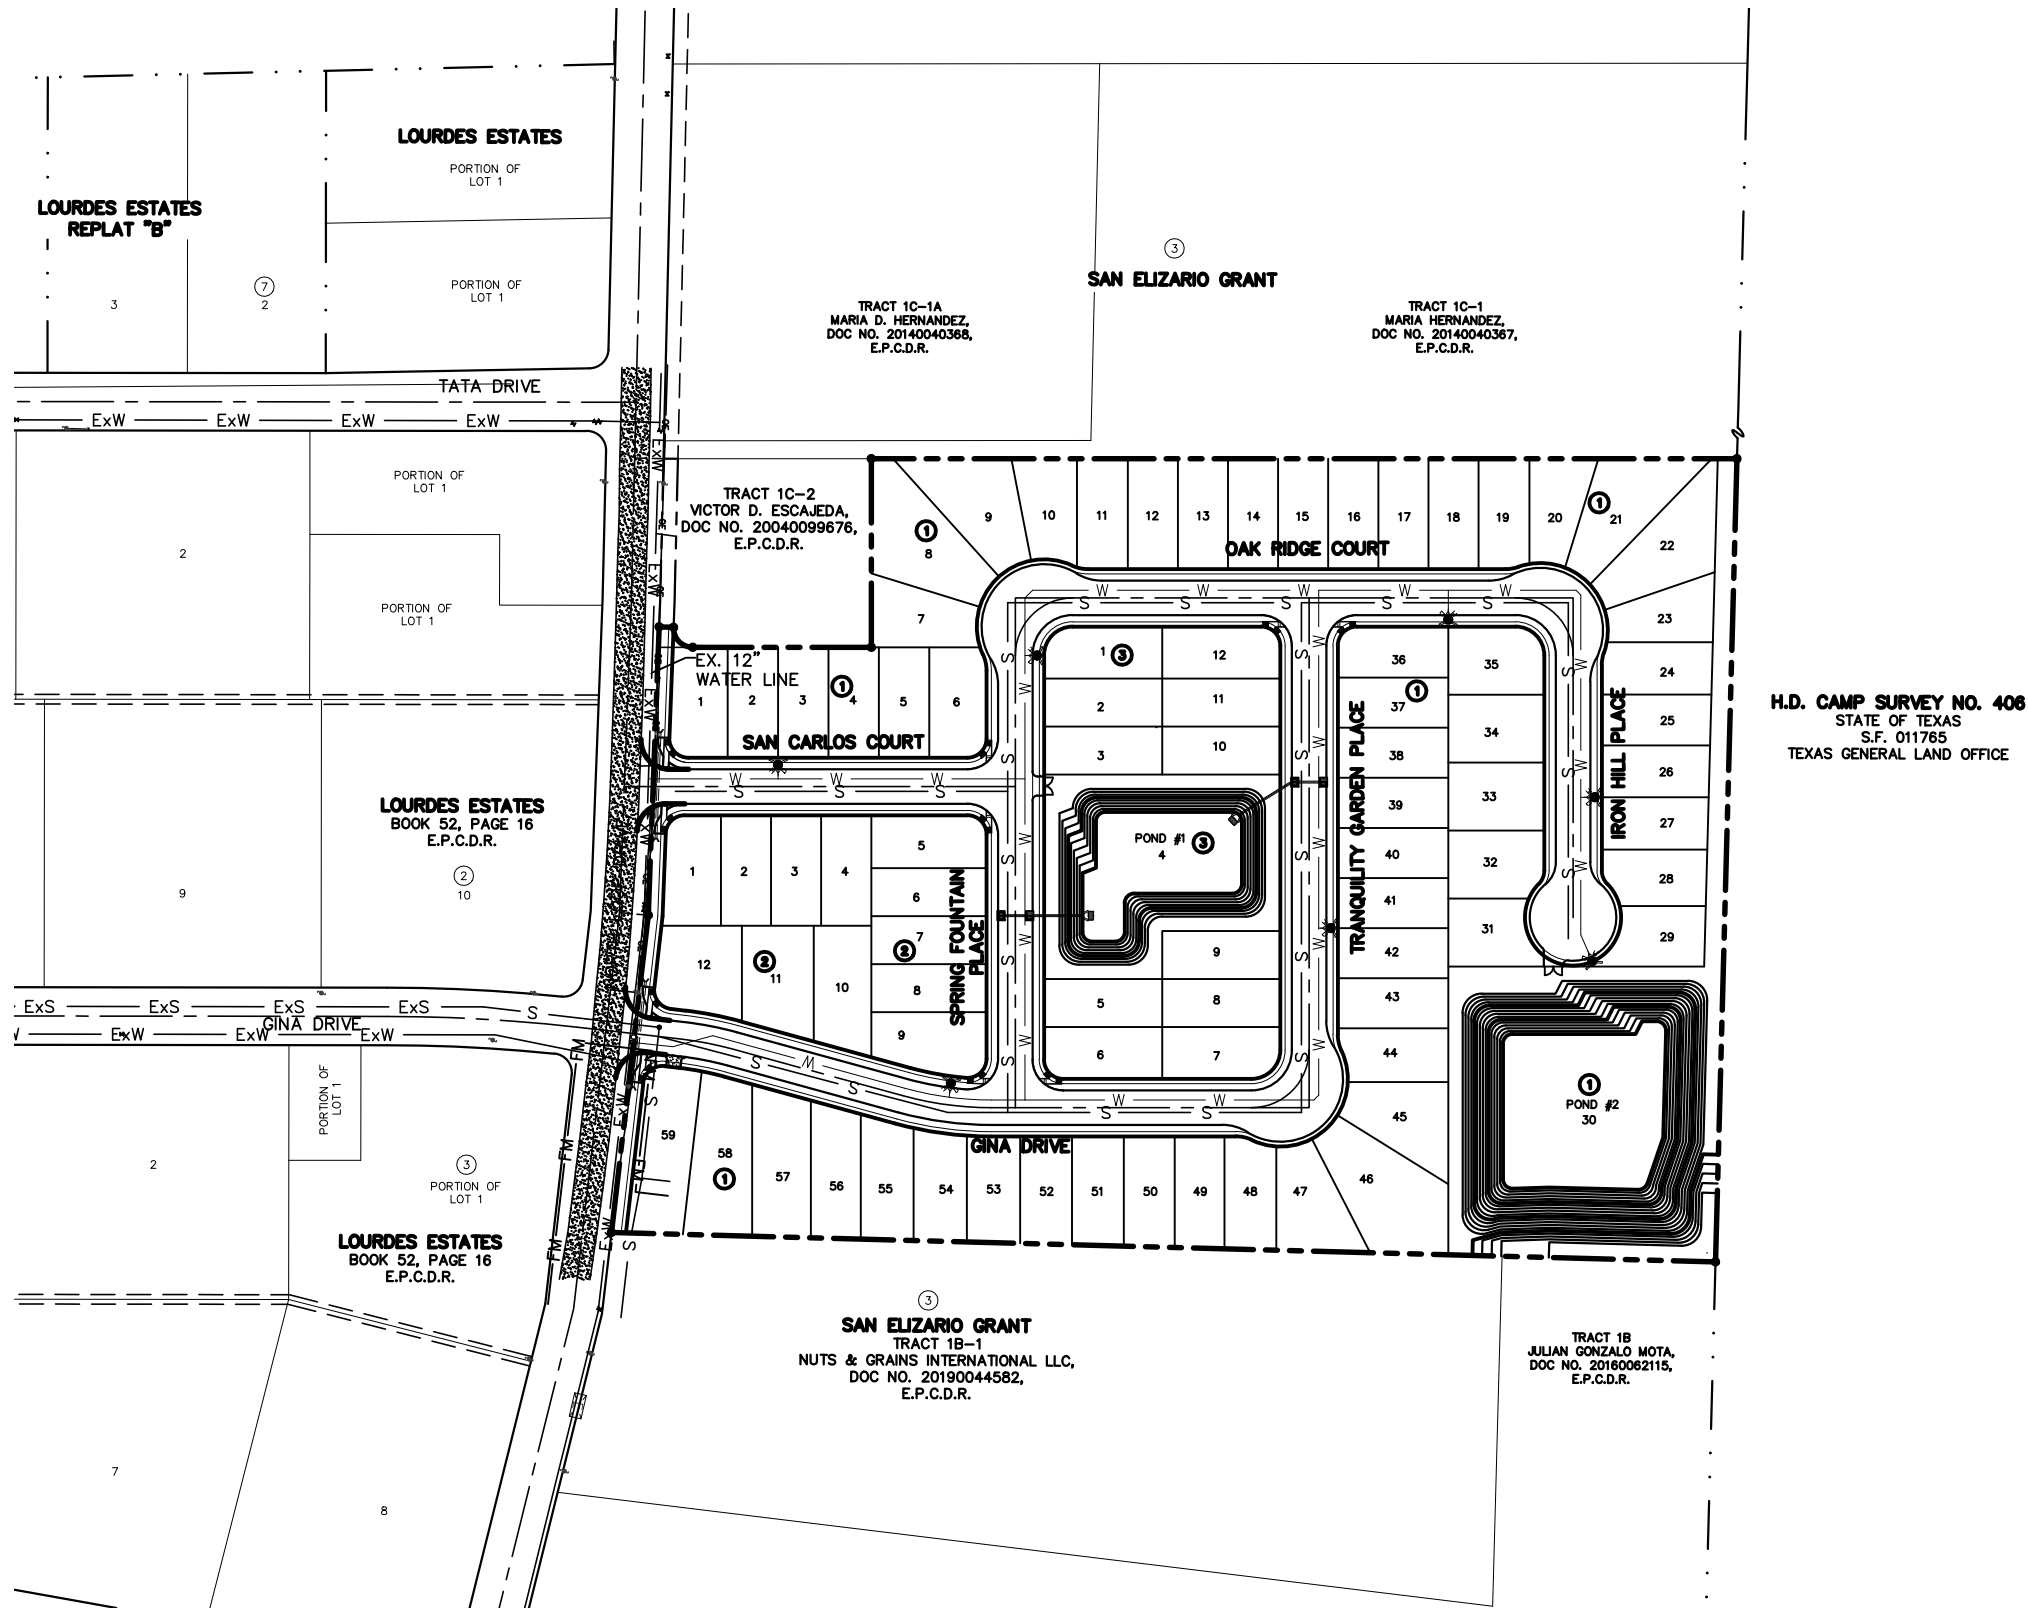 LOURDES ESTATES
PORTION OF
LOT 1
LOURDES ESTATES
REPLAT "B"
3
7
2
PORTION OF
LOT 1
3
SAN ELIZARIO GRANT
TRACT 1C-1A
MARIA D. HERNANDEZ,
DOC NO. 20140040368,
E.P.C.D.R.
TRACT 1C-1
MARIA HERNANDEZ,
DOC NO. 20140040367,
E.P.C.D.R.
TATA DRIVE
ExW ExW ExW ExW
PORTION OF
LOT 1
2
PORTION OF
LOT 1
ExW
ExW
ExW
TRACT 1C-2
VICTOR D. ESCAJEDA,
DOC NO. 20040099676,
E.P.C.D.R.
EX. 12"
WATER LINE
1
8
9
10
11
12
13
14
15
16
17
18
19
20
1
21
22
OAK RIDGE COURT
W W W W W
S S S S S
7
23
24
25
26
27
28
29
IRON HILL PLACE
1
2
3
1
4
5
6
SAN CARLOS COURT
W W W
S S S
1
3
12
2
11
3
10
POND #1
4
3
9
5
8
6
7
36
1
37
38
39
40
41
42
43
44
45
46
35
34
33
32
31
TRANQUILITY GARDEN PLACE
H.D. CAMP SURVEY NO. 406
STATE OF TEXAS
S.F. 011765
TEXAS GENERAL LAND OFFICE
LOURDES ESTATES
BOOK 52, PAGE 16
E.P.C.D.R.
2
10
9
1
2
3
4
5
6
7
2
8
9
12
2
11
10
SPRING FOUNTAIN
PLACE
ExS ExS ExS ExS S
GINA DRIVE
ExW ExW ExW
W
S S
W W
S S
GINA DRIVE
1
POND #2
30
PORTION OF
LOT 1
2
3
PORTION OF
LOT 1
FM
FM
FM
FM
ExW
ExW
S
S
59
58
1
57
56
55
54
53
52
51
50
49
48
47
LOURDES ESTATES
BOOK 52, PAGE 16
E.P.C.D.R.
3
SAN ELIZARIO GRANT
TRACT 1B-1
NUTS & GRAINS INTERNATIONAL LLC,
DOC NO. 20190044582,
E.P.C.D.R.
TRACT 1B
JULIAN GONZALO MOTA,
DOC NO. 20160062115,
E.P.C.D.R.
7
8